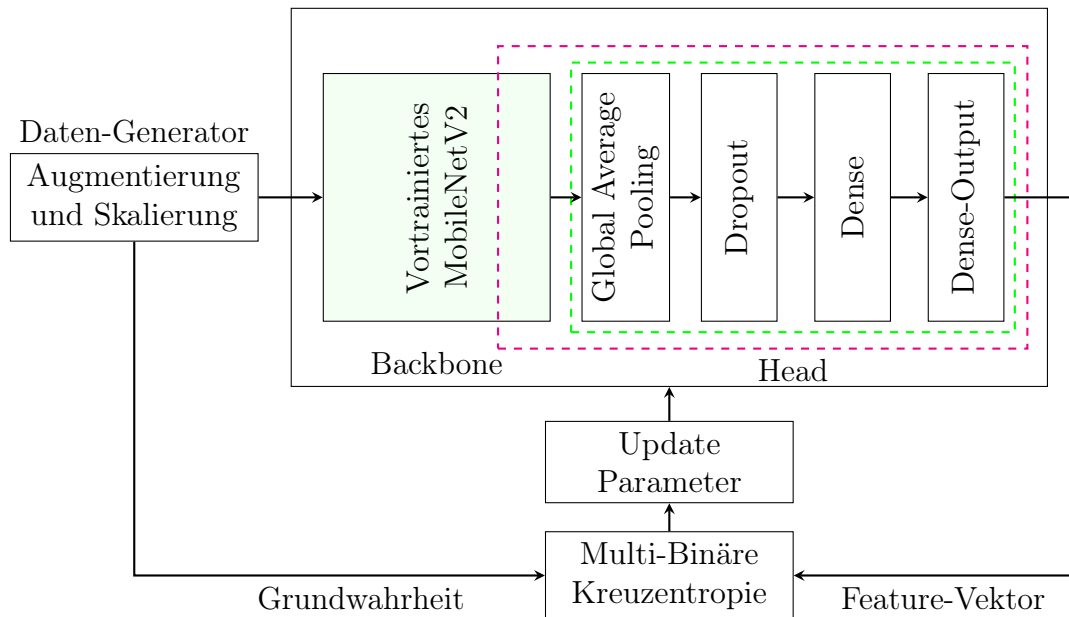 Daten-Generator
Augmentierung
und Skalierung
Vortrainiertes
MobileNetV2
Global Average
Pooling
Dropout
Dense
Dense-Output
Backbone
Head
Update
Parameter
Multi-Binäre
Kreuzentropie
Grundwahrheit
Feature-Vektor